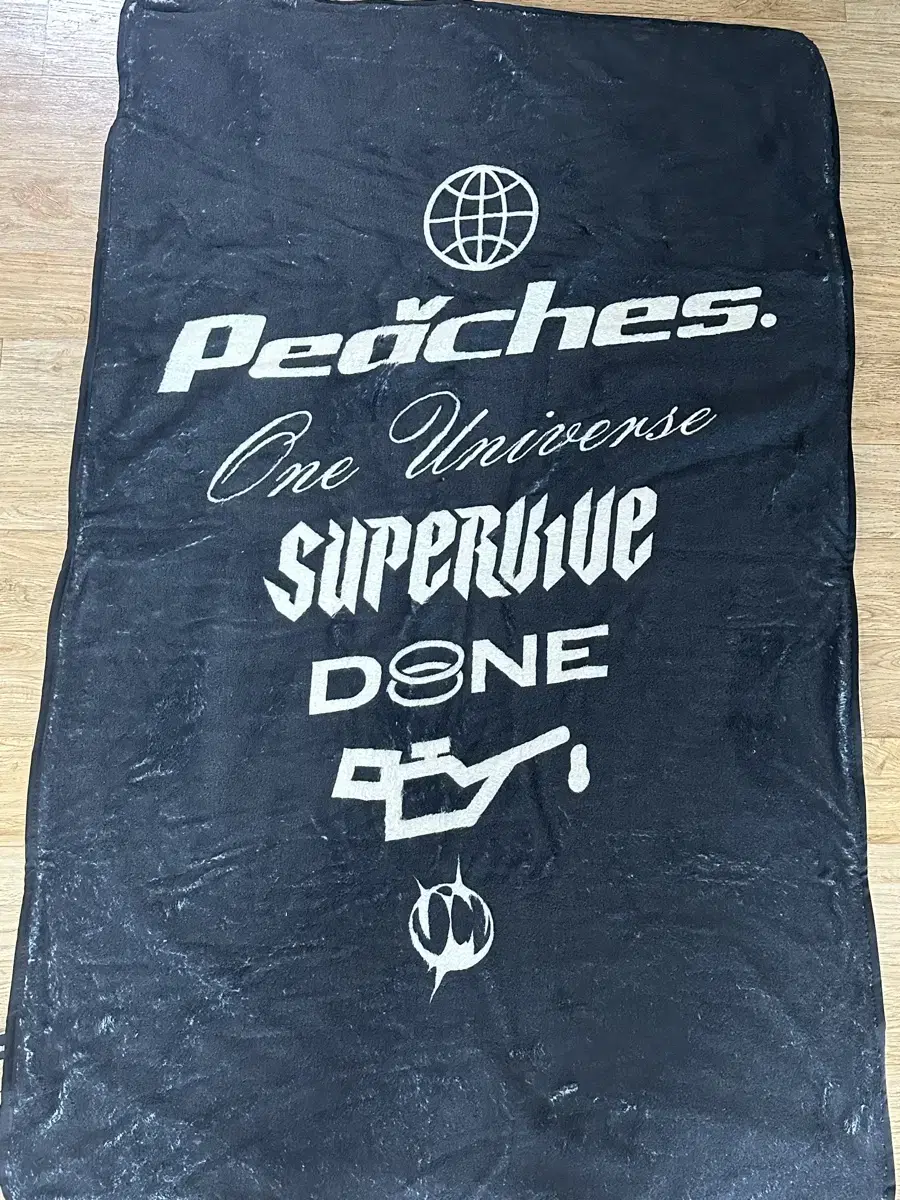 Peaches.
One Universe
SUPERVIVE
DONE